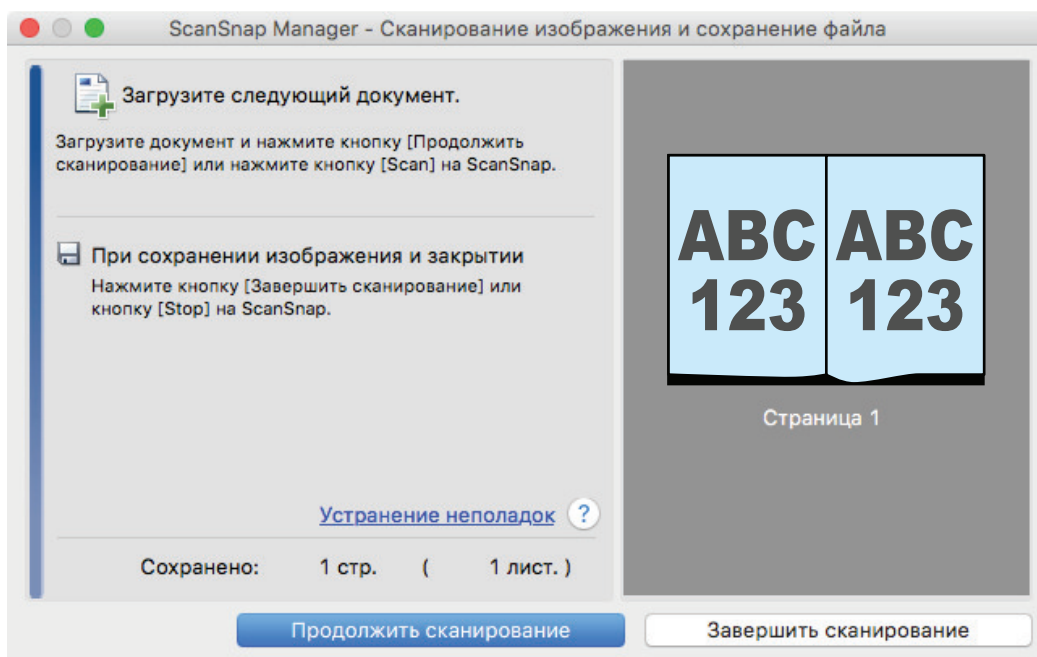 ScanSnap Manager - Сканирование изображения и сохранение файла
Загрузите следующий документ.
Загрузите документ и нажмите кнопку [Продолжить
сканирование] или нажмите кнопку [Scan] на ScanSnap.
При сохранении изображения и закрытии
Нажмите кнопку [Завершить сканирование] или
кнопку [Stop] на ScanSnap.
Устранение неполадок ?
Сохранено: 1 стр. ( 1 лист. )
ABC ABC
123 123
Страница 1
Продолжить сканирование
Завершить сканирование